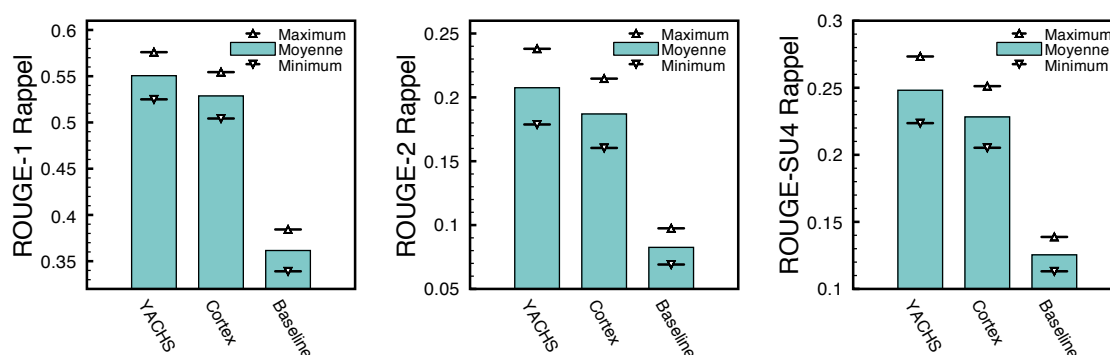 ROUGE-1 Rappel
0.6
0.55
0.5
0.45
0.4
0.35
Maximum
Moyenne
Minimum
YACHS
Cortex
Baseline
ROUGE-2 Rappel
0.25
0.2
0.15
0.1
0.05
Maximum
Moyenne
Minimum
YACHS
Cortex
Baseline
ROUGE-SU4 Rappel
0.3
0.25
0.2
0.15
0.1
Maximum
Moyenne
Minimum
YACHS
Cortex
Baseline